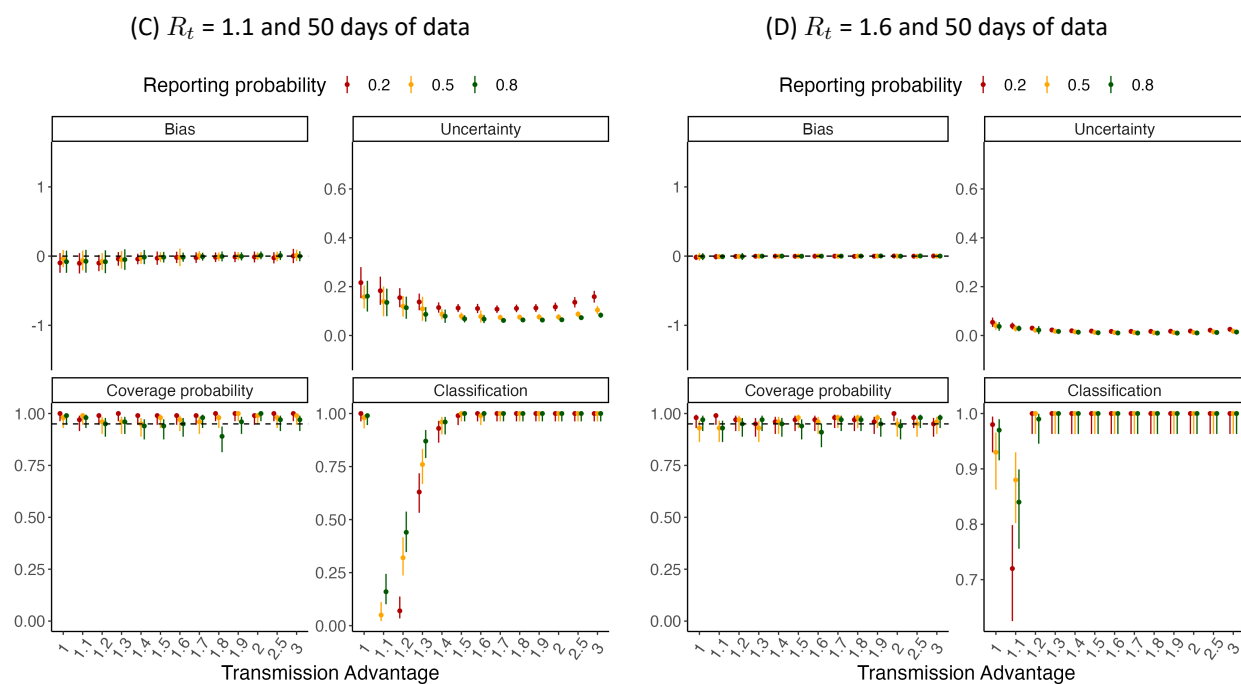 (C) R_t = 1.1 and 50 days of data
Reporting probability 0.2 0.5 0.8
Bias
Uncertainty
1
0
-1
0.6
0.4
0.2
0.0
Coverage probability
Classification
1.00
0.75
0.50
0.25
0.00
1.00
0.75
0.50
0.25
0.00
1 1.1 1.2 1.3 1.4 1.5 1.6 1.7 1.8 1.9 2 2.5 3
1 1.1 1.2 1.3 1.4 1.5 1.6 1.7 1.8 1.9 2 2.5 3
Transmission Advantage
(D) R_t = 1.6 and 50 days of data
Reporting probability 0.2 0.5 0.8
Bias
Uncertainty
1
0
-1
0.6
0.4
0.2
0.0
Coverage probability
Classification
1.00
0.75
0.50
0.25
0.00
1.0
0.9
0.8
0.7
1 1.1 1.2 1.3 1.4 1.5 1.6 1.7 1.8 1.9 2 2.5 3
1 1.1 1.2 1.3 1.4 1.5 1.6 1.7 1.8 1.9 2 2.5 3
Transmission Advantage